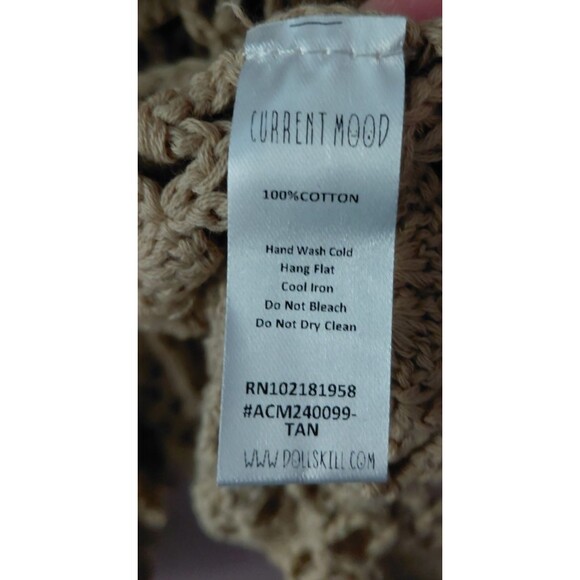 CURRENT MOOD
100%COTTON
Hand Wash Cold
Hang Flat
Cool Iron
Do Not Bleach
Do Not Dry Clean
RN102181958
#ACM240099-
TAN
WWW.DOLLSKILL.COM